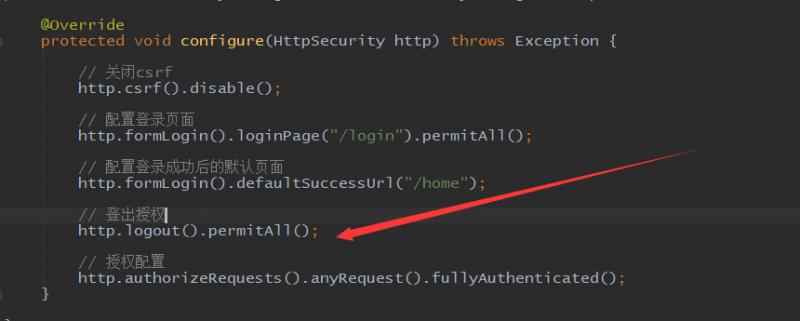 @Override
protected void configure(HttpSecurity http) throws Exception {
// 关闭csrf
http.csrf().disable();
// 配置登录页面
http.formLogin().loginPage("/login").permitAll();
// 配置登录成功后的默认页面
http.formLogin().defaultSuccessUrl("/home");
// 登出授权
http.logout().permitAll();
// 授权配置
http.authorizeRequests().anyRequest().fullyAuthenticated();
}